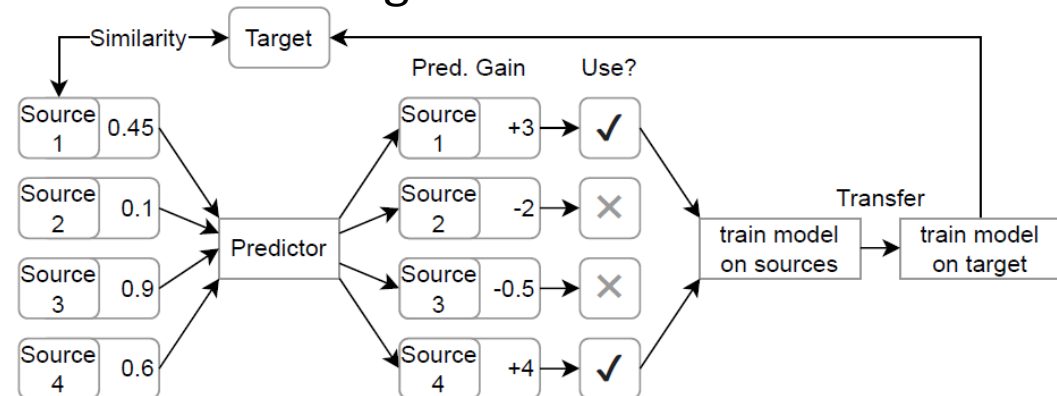 Similarity
Target
Pred. Gain
Use?
Source
1
0.45
Source
1
+3
✓
Source
2
0.1
Source
2
-2
✕
Transfer
Predictor
train model
on sources
train model
on target
Source
3
0.9
Source
3
-0.5
✕
Source
4
0.6
Source
4
+4
✓